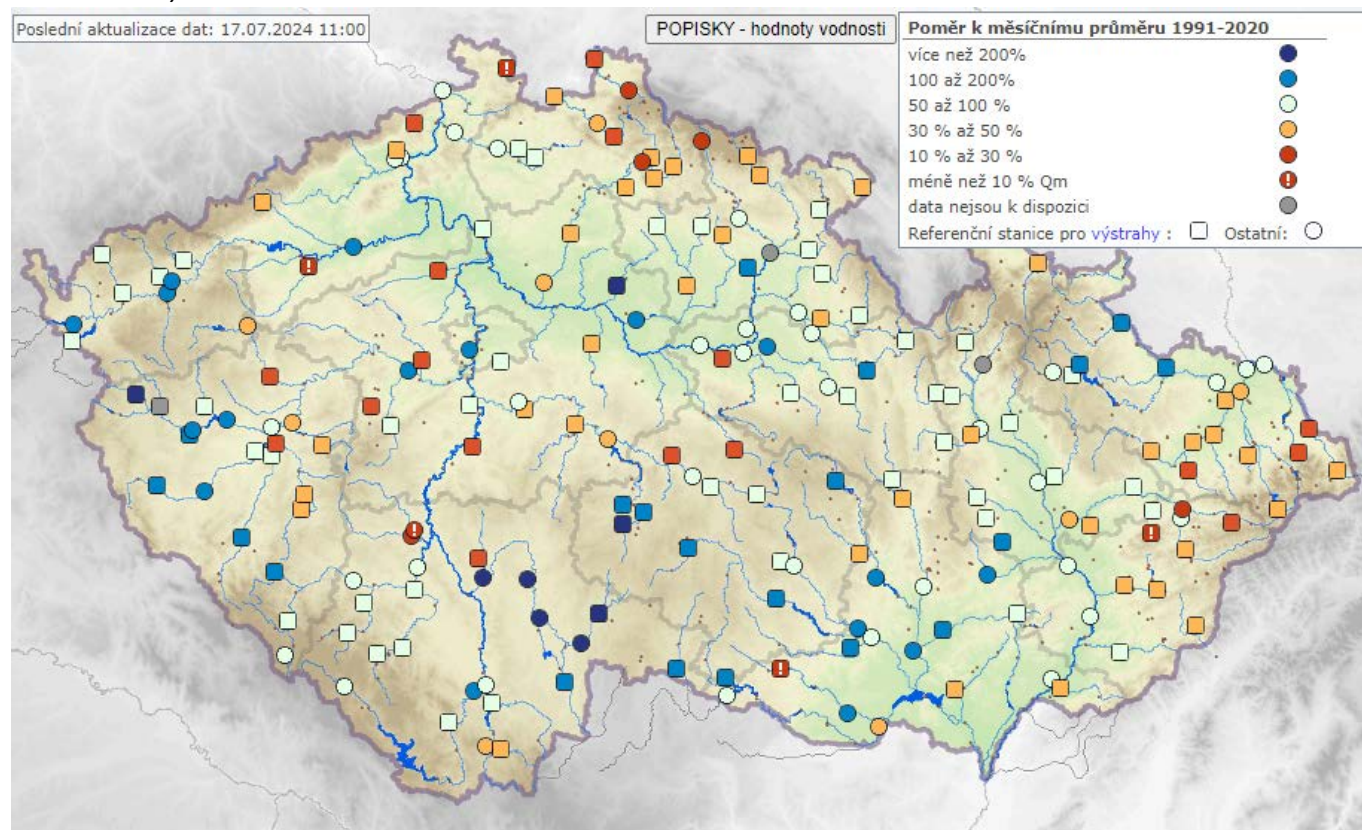 Poslední aktualizace dat: 17.07.2024 11:00
POPISKY - hodnoty vodnosti
Poměr k měsíčnímu průměru 1991-2020
více než 200%
100 až 200%
50 až 100 %
30 % až 50 %
10 % až 30 %
méně než 10 % Qm
data nejsou k dispozici
Referenční stanice pro výstrahy : Ostatní: